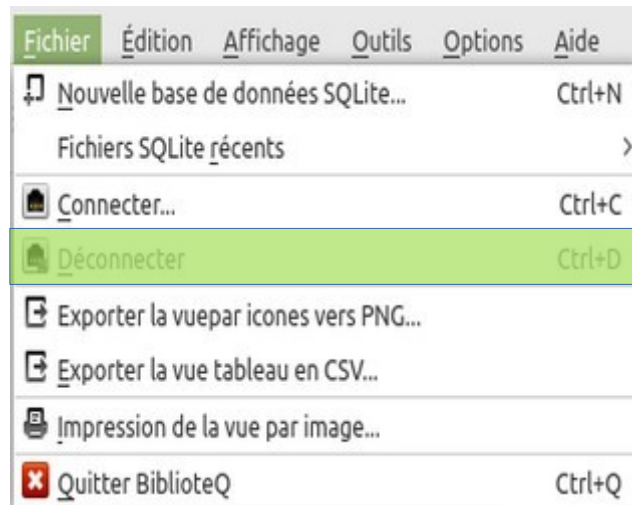 Fichier Édition Affichage Outils Options Aide
Nouvelle base de données SQLite... Ctrl+N
Fichiers SQLite récents
Connecter... Ctrl+C
Déconnecter Ctrl+D
Exporter la vuepar icones vers PNG...
Exporter la vue tableau en CSV...
Impression de la vue par image...
Quitter BiblioteQ Ctrl+Q